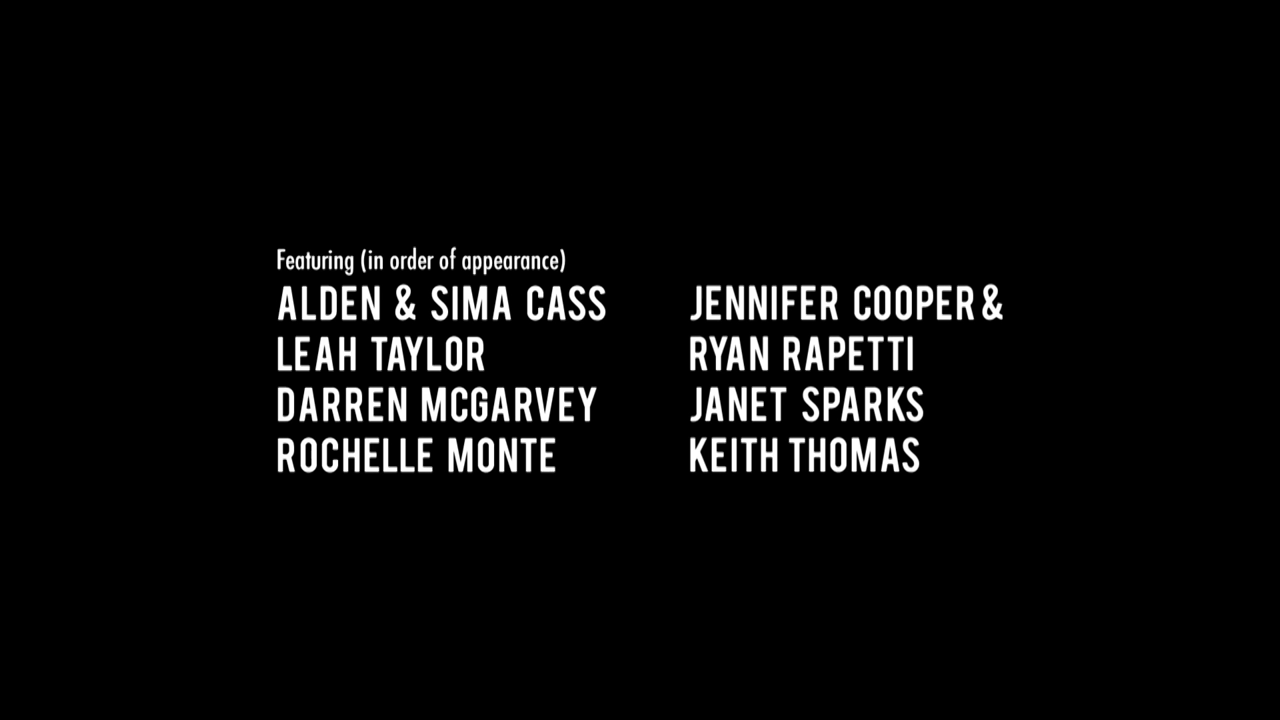 Featuring (in order of appearance)
ALDEN & SIMA CASS
LEAH TAYLOR
DARREN MCGARVEY
ROCHELLE MONTE
JENNIFER COOPER &
RYAN RAPETTI
JANET SPARKS
KEITH THOMAS